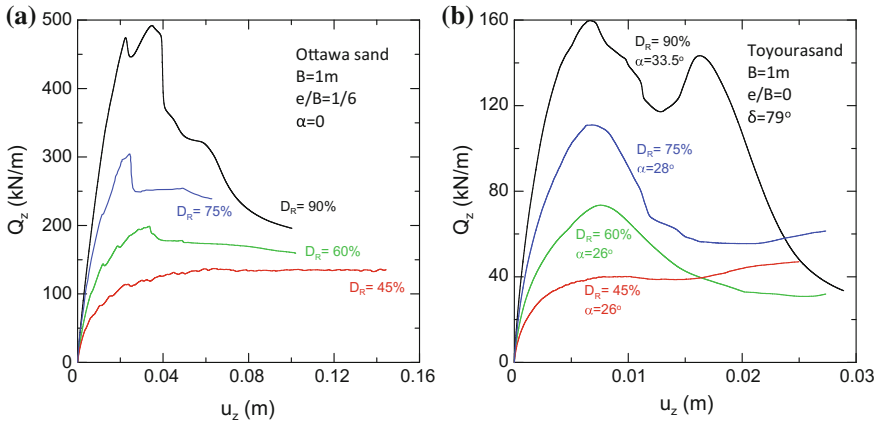 (a)
500
400
300
200
100
0
Q_z (kN/m)
0.00
0.04
0.08
0.12
0.16
u_z (m)
Ottawa sand
B=1m
e/B=1/6
α=0
D_R= 75%
D_R= 90%
D_R= 60%
D_R= 45%
(b)
160
120
80
40
0
Q_z (kN/m)
0
0.01
0.02
0.03
u_z (m)
D_R= 90%
α=33.5°
Toyourasand
B=1m
e/B=0
δ=79°
D_R= 75%
α=28°
D_R= 60%
α=26°
D_R= 45%
α=26°